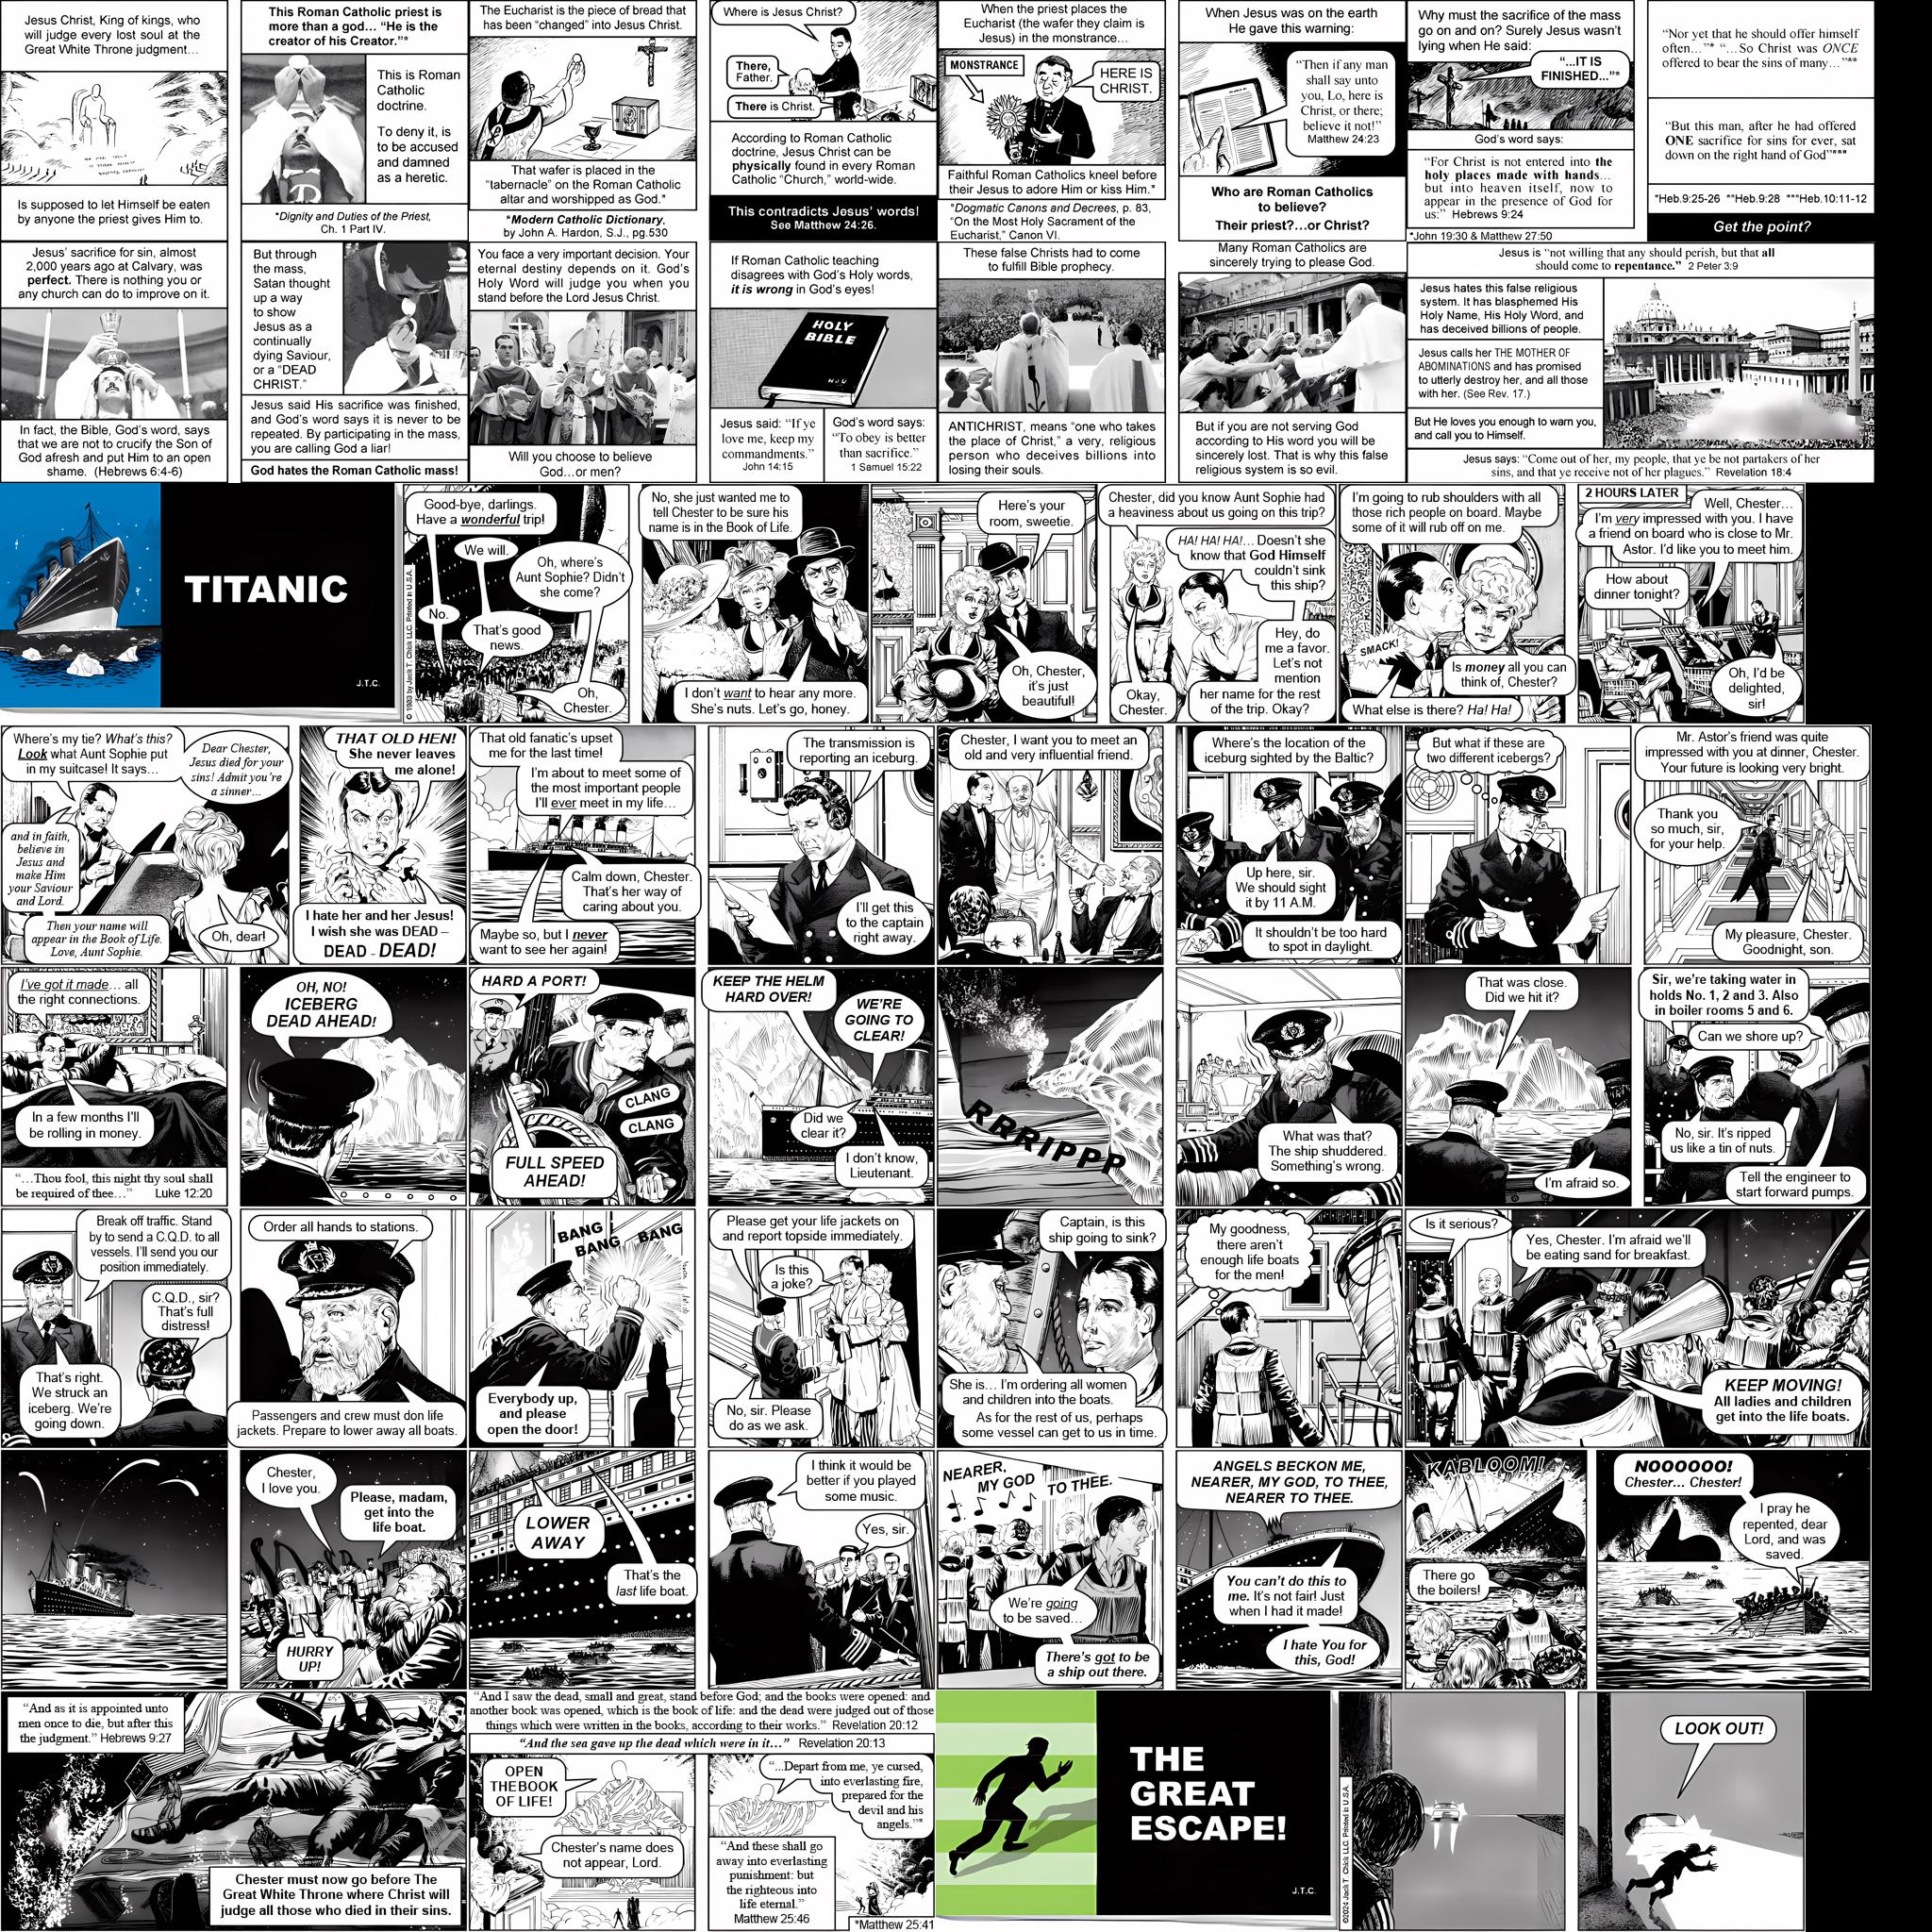 Jesus Christ, King of kings, who
will judge every lost soul at the
Great White Throne judgment...
Is supposed to let Himself be eaten
by anyone the priest gives Him to.
This Roman Catholic priest is
more than a god... “He is the
creator of his Creator.”*
This is Roman
Catholic
doctrine.
To deny it, is
to be accused
and damned
as a heretic.
*Dignity and Duties of the Priest,
Ch. 1 Part IV.
The Eucharist is the piece of bread that
has been “changed” into Jesus Christ.
That wafer is placed in the
“tabernacle” on the Roman Catholic
altar and worshipped as God.*
*Modern Catholic Dictionary,
by John A. Hardon, S.J., pg.530
Where is Jesus Christ?
There,
Father.
There is Christ.
According to Roman Catholic
doctrine, Jesus Christ can be
physically found in every Roman
Catholic “Church,” world-wide.
This contradicts Jesus’ words!
See Matthew 24:26.
When the priest places the
Eucharist (the wafer they claim is
Jesus) in the monstrance...
MONSTRANCE
HERE IS
CHRIST.
Faithful Roman Catholics kneel before
their Jesus to adore Him or kiss Him.*
*Dogmatic Canons and Decrees, p. 83,
“On the Most Holy Sacrament of the
Eucharist,” Canon VI.
When Jesus was on the earth
He gave this warning:
“Then if any man
shall say unto
you, Lo, here is
Christ, or there;
believe it not!”
Matthew 24:23
Who are Roman Catholics
to believe?
Their priest?...or Christ?
Why must the sacrifice of the mass
go on and on? Surely Jesus wasn’t
lying when He said:
“...IT IS
FINISHED...”*
God’s word says:
“For Christ is not entered into the
holy places made with hands...
but into heaven itself, now to
appear in the presence of God for
us:” Hebrews 9:24
*John 19:30 & Matthew 27:50
“Nor yet that he should offer himself
often...”* “...So Christ was ONCE
offered to bear the sins of many...”**
“But this man, after he had offered
ONE sacrifice for sins for ever, sat
down on the right hand of God”***
*Heb.9:25-26 **Heb.9:28 ***Heb.10:11-12
Get the point?
Jesus’ sacrifice for sin, almost
2,000 years ago at Calvary, was
perfect. There is nothing you or
any church can do to improve on it.
In fact, the Bible, God’s word, says
that we are not to crucify the Son of
God afresh and put Him to an open
shame. (Hebrews 6:4-6)
But through
the mass,
Satan thought
up a way
to show
Jesus as a
continually
dying Saviour,
or a “DEAD
CHRIST.”
Jesus said His sacrifice was finished,
and God’s word says it is never to be
repeated. By participating in the mass,
you are calling God a liar!
God hates the Roman Catholic mass!
You face a very important decision. Your
eternal destiny depends on it. God’s
Holy Word will judge you when you
stand before the Lord Jesus Christ.
Will you choose to believe
God...or men?
If Roman Catholic teaching
disagrees with God’s Holy words,
it is wrong in God’s eyes!
HOLY
BIBLE
Jesus said: “If ye
love me, keep my
commandments.”
John 14:15
God’s word says:
“To obey is better
than sacrifice.”
1 Samuel 15:22
These false Christs had to come
to fulfill Bible prophecy.
ANTICHRIST, means “one who takes
the place of Christ,” a very, religious
person who deceives billions into
losing their souls.
Many Roman Catholics are
sincerely trying to please God.
But if you are not serving God
according to His word you will be
sincerely lost. That is why this false
religious system is so evil.
Jesus is “not willing that any should perish, but that all
should come to repentance.” 2 Peter 3:9
Jesus hates this false religious
system. It has blasphemed His
Holy Name, His Holy Word, and
has deceived billions of people.
Jesus calls her THE MOTHER OF
ABOMINATIONS and has promised
to utterly destroy her, and all those
with her. (See Rev. 17.)
But He loves you enough to warn you,
and call you to Himself.
Jesus says: “Come out of her, my people, that ye be not partakers of her
sins, and that ye receive not of her plagues.” Revelation 18:4
TITANIC
J.T.C.
© 1983 by Jack T. Chick LLC. Printed in U.S.A.
Good-bye, darlings.
Have a wonderful trip!
We will.
Oh, where’s
Aunt Sophie? Didn’t
she come?
No.
That’s good
news.
Oh,
Chester.
No, she just wanted me to
tell Chester to be sure his
name is in the Book of Life.
I don’t want to hear any more.
She’s nuts. Let’s go, honey.
Here’s your
room, sweetie.
Oh, Chester,
it’s just
beautiful!
Chester, did you know Aunt Sophie had
a heaviness about us going on this trip?
HA! HA! HA!... Doesn’t she
know that God Himself
couldn’t sink
this ship?
Hey, do
me a favor.
Let’s not
mention
her name for the rest
of the trip. Okay?
Okay,
Chester.
I’m going to rub shoulders with all
those rich people on board. Maybe
some of it will rub off on me.
SMACK!
Is money all you can
think of, Chester?
What else is there? Ha! Ha!
2 HOURS LATER
Well, Chester...
I’m very impressed with you. I have
a friend on board who is close to Mr.
Astor. I’d like you to meet him.
How about
dinner tonight?
Oh, I’d be
delighted,
sir!
Where’s my tie? What’s this?
Look what Aunt Sophie put
in my suitcase! It says...
Dear Chester,
Jesus died for your
sins! Admit you’re
a sinner...
and in faith,
believe in
Jesus and
make Him
your Saviour
and Lord.
Then your name will
appear in the Book of Life.
Love, Aunt Sophie.
Oh, dear!
THAT OLD HEN!
She never leaves
me alone!
I hate her and her Jesus!
I wish she was DEAD –
DEAD - DEAD!
That old fanatic’s upset
me for the last time!
I’m about to meet some of
the most important people
I’ll ever meet in my life...
Calm down, Chester.
That’s her way of
caring about you.
Maybe so, but I never
want to see her again!
The transmission is
reporting an iceburg.
I’ll get this
to the captain
right away.
Chester, I want you to meet an
old and very influential friend.
Where’s the location of the
iceburg sighted by the Baltic?
Up here, sir.
We should sight
it by 11 A.M.
It shouldn’t be too hard
to spot in daylight.
But what if these are
two different icebergs?
Mr. Astor’s friend was quite
impressed with you at dinner, Chester.
Your future is looking very bright.
Thank you
so much, sir,
for your help.
My pleasure, Chester.
Goodnight, son.
I’ve got it made... all
the right connections.
In a few months I’ll
be rolling in money.
“...Thou fool, this night thy soul shall
be required of thee...” Luke 12:20
OH, NO!
ICEBERG
DEAD AHEAD!
HARD A PORT!
CLANG
CLANG
FULL SPEED
AHEAD!
KEEP THE HELM
HARD OVER!
WE’RE
GOING TO
CLEAR!
Did we
clear it?
I don’t know,
Lieutenant.
RRRIPPP
What was that?
The ship shuddered.
Something’s wrong.
That was close.
Did we hit it?
I’m afraid so.
Sir, we’re taking water in
holds No. 1, 2 and 3. Also
in boiler rooms 5 and 6.
Can we shore up?
No, sir. It’s ripped
us like a tin of nuts.
Tell the engineer to
start forward pumps.
Break off traffic. Stand
by to send a C.Q.D. to all
vessels. I’ll send you our
position immediately.
C.Q.D., sir?
That’s full
distress!
That’s right.
We struck an
iceberg. We’re
going down.
Order all hands to stations.
Passengers and crew must don life
jackets. Prepare to lower away all boats.
BANG
BANG
BANG
Everybody up,
and please
open the door!
Please get your life jackets on
and report topside immediately.
Is this
a joke?
No, sir. Please
do as we ask.
Captain, is this
ship going to sink?
She is... I’m ordering all women
and children into the boats.
As for the rest of us, perhaps
some vessel can get to us in time.
My goodness,
there aren’t
enough life boats
for the men!
Is it serious?
Yes, Chester. I’m afraid we’ll
be eating sand for breakfast.
KEEP MOVING!
All ladies and children
get into the life boats.
Chester,
I love you.
Please, madam,
get into the
life boat.
HURRY
UP!
LOWER
AWAY
That’s the
last life boat.
I think it would be
better if you played
some music.
Yes, sir.
NEARER,
MY GOD
TO THEE.
We’re going
to be saved...
There’s got to be
a ship out there.
ANGELS BECKON ME,
NEARER, MY GOD, TO THEE,
NEARER TO THEE.
You can’t do this to
me. It’s not fair! Just
when I had it made!
I hate You for
this, God!
KABLOOM!
There go
the boilers!
NOOOOOO!
Chester... Chester!
I pray he
repented, dear
Lord, and was
saved.
“And as it is appointed unto
men once to die, but after this
the judgment.” Hebrews 9:27
Chester must now go before The
Great White Throne where Christ will
judge all those who died in their sins.
“And I saw the dead, small and great, stand before God; and the books were opened: and
another book was opened, which is the book of life: and the dead were judged out of those
things which were written in the books, according to their works.” Revelation 20:12
“And the sea gave up the dead which were in it...” Revelation 20:13
OPEN
THE BOOK
OF LIFE!
Chester’s name does
not appear, Lord.
“...Depart from me, ye cursed,
into everlasting fire,
prepared for the
devil and his
angels.”*
“And these shall go
away into everlasting
punishment: but
the righteous into
life eternal.”
Matthew 25:46
*Matthew 25:41
THE
GREAT
ESCAPE!
J.T.C.
©2024 Jack T. Chick LLC. Printed in U.S.A.
LOOK OUT!